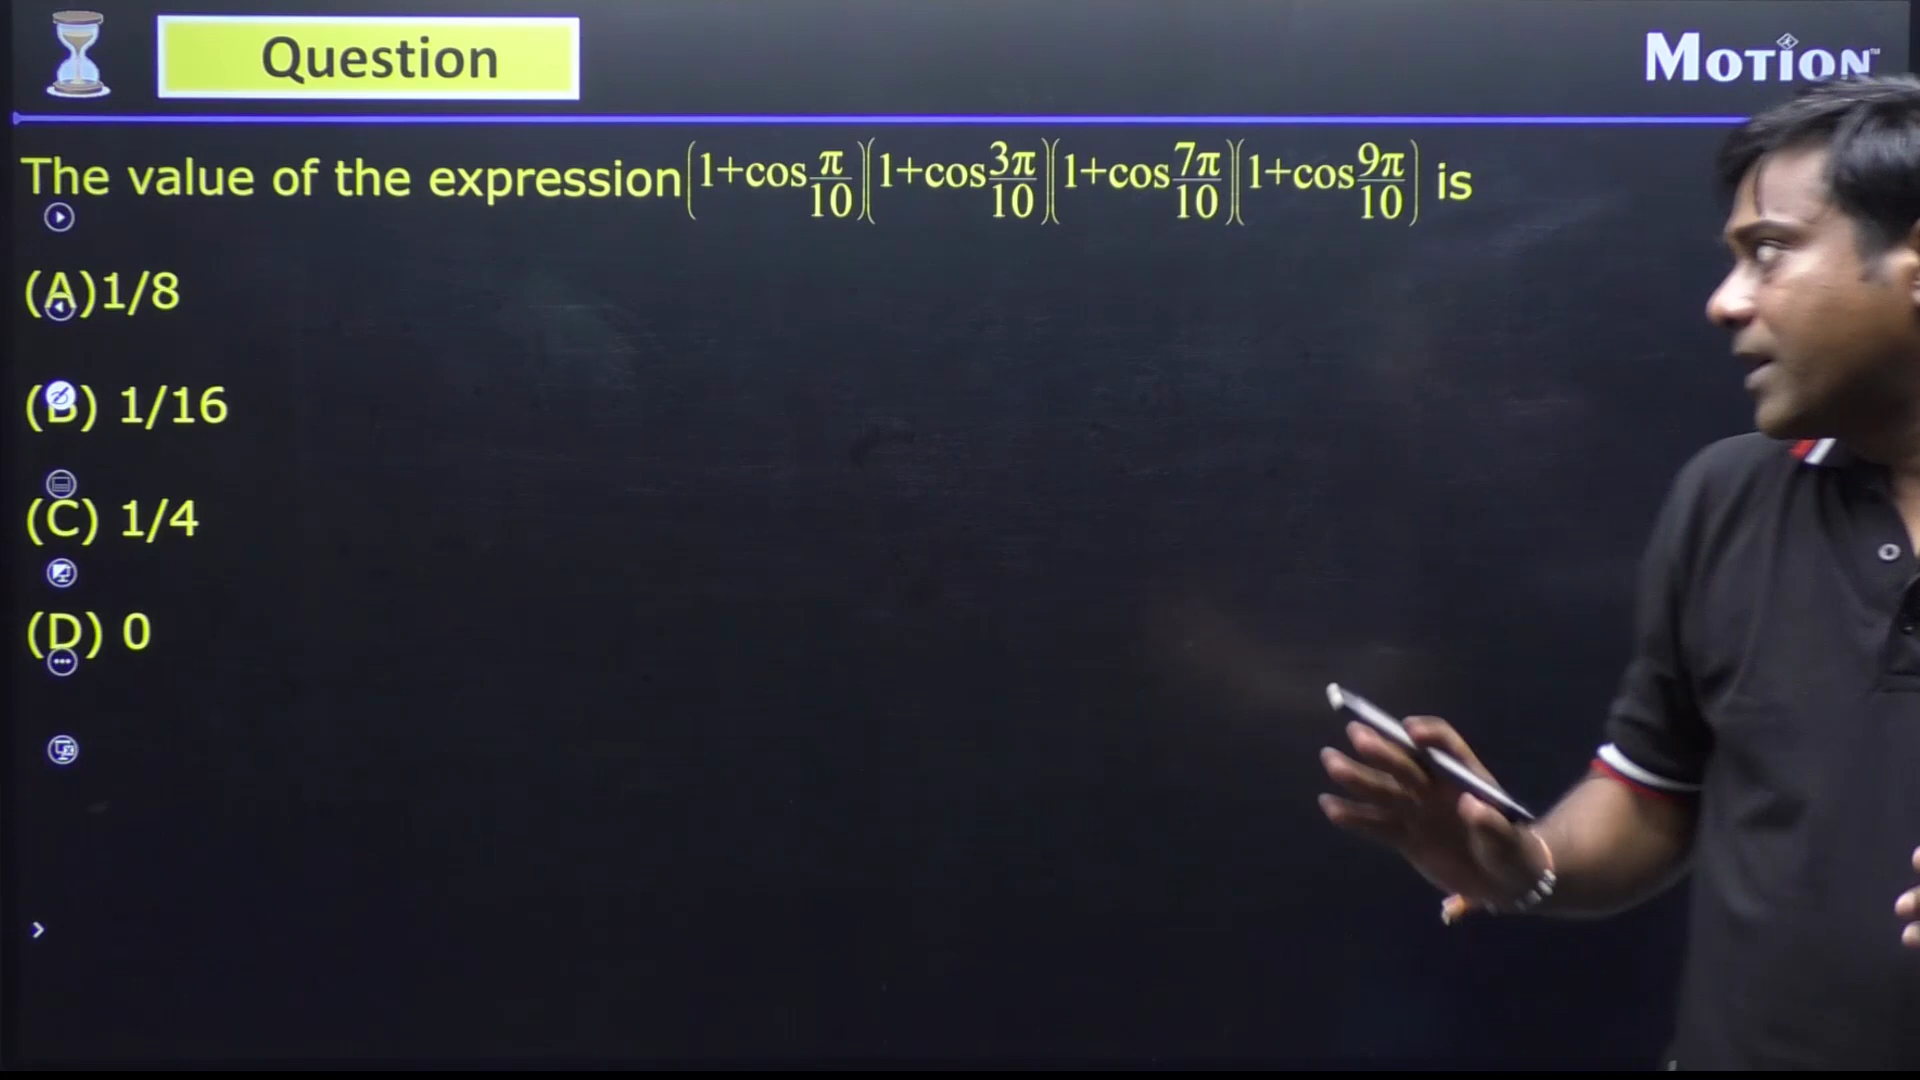 Question
MOTION™
The value of the expression (1+cos π/10)(1+cos 3π/10)(1+cos 7π/10)(1+cos 9π/10) is
(A) 1/8
(B) 1/16
(C) 1/4
(D) 0